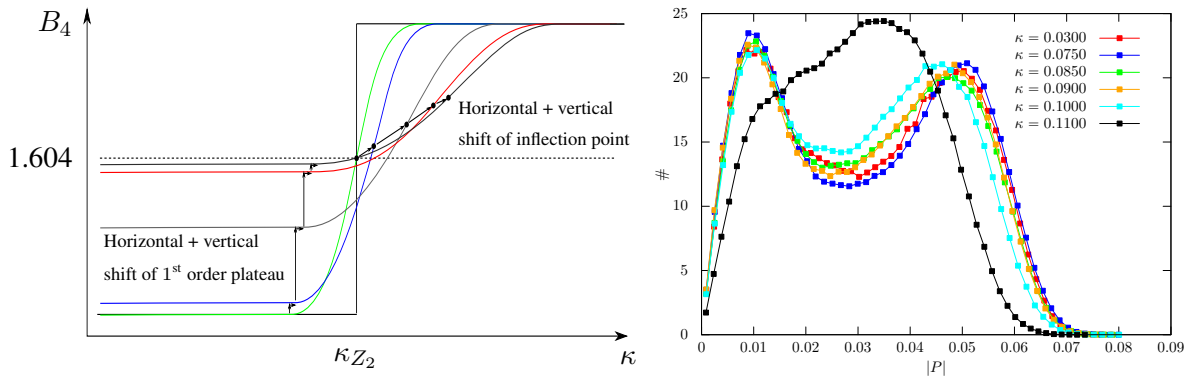 B₄
1.604
Horizontal + vertical
shift of inflection point
Horizontal + vertical
shift of 1st order plateau
κZ₂
κ
25
20
15
10
5
0
#
0 0.01 0.02 0.03 0.04 0.05 0.06 0.07 0.08 0.09
|P|
κ = 0.0300
κ = 0.0750
κ = 0.0850
κ = 0.0900
κ = 0.1000
κ = 0.1100